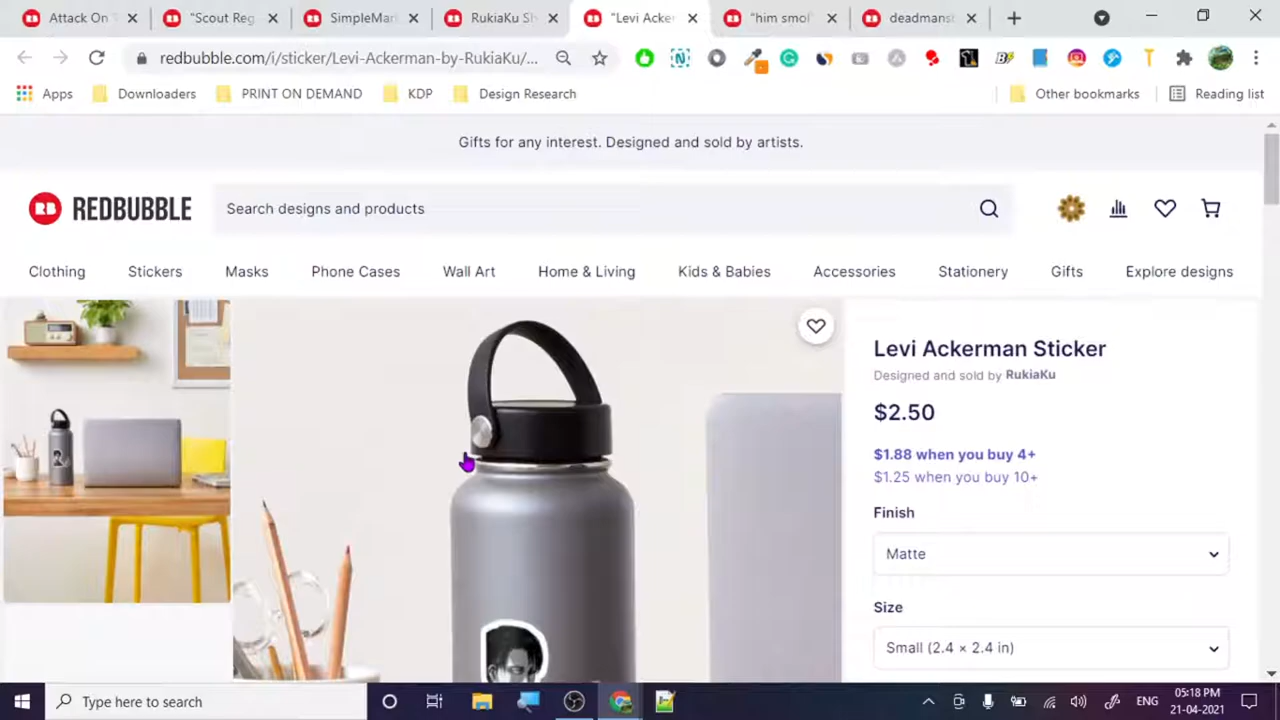 Attack On
"Scout Reg
SimpleMar
RukiaKu Sh
"Levi Acker
"him smol"
deadmans
redbubble.com/i/sticker/Levi-Ackerman-by-RukiaKu/...
Apps
Downloaders
PRINT ON DEMAND
KDP
Design Research
Other bookmarks
Reading list
Gifts for any interest. Designed and sold by artists.
RB REDBUBBLE
Search designs and products
Clothing
Stickers
Masks
Phone Cases
Wall Art
Home & Living
Kids & Babies
Accessories
Stationery
Gifts
Explore designs
Levi Ackerman Sticker
Designed and sold by RukiaKu
$2.50
$1.88 when you buy 4+
$1.25 when you buy 10+
Finish
Matte
Size
Small (2.4 × 2.4 in)
Type here to search
ENG
05:18 PM
21-04-2021